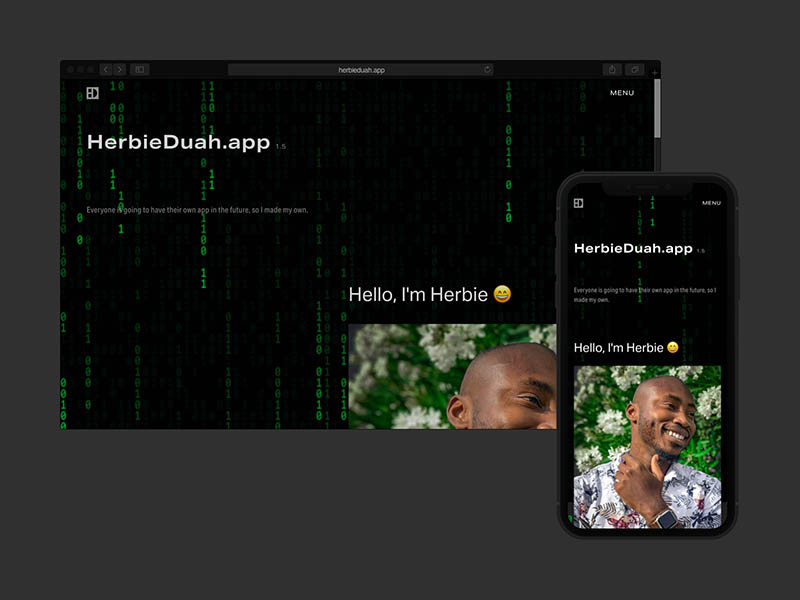 herbieduah.app
MENU
HerbieDuah.app 1.5
Everyone is going to have their own app in the future, so I made my own.
Hello, I'm Herbie 😄
MENU
HerbieDuah.app 1.5
Everyone is going to have their own app in the future, so I
made my own.
Hello, I'm Herbie 😄